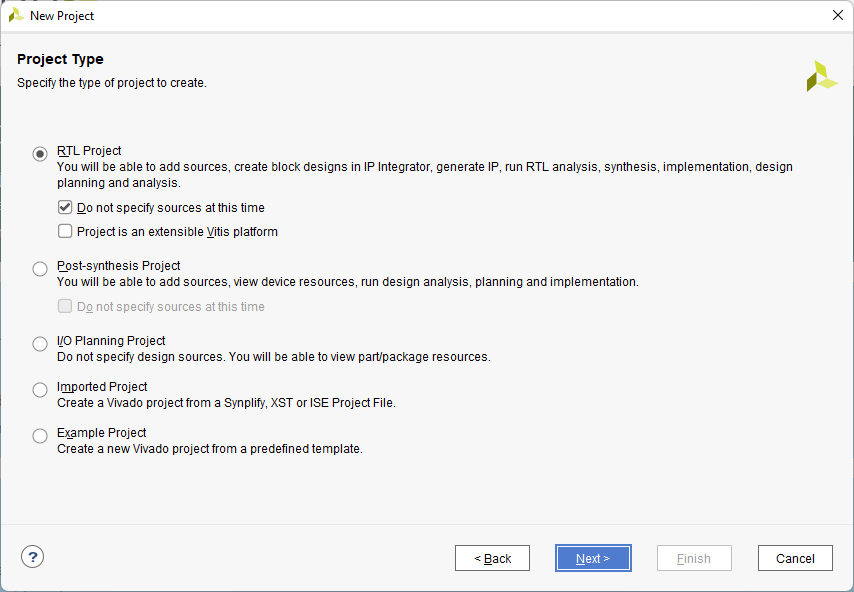 New Project
Project Type
Specify the type of project to create.
RTL Project
You will be able to add sources, create block designs in IP Integrator, generate IP, run RTL analysis, synthesis, implementation, design
planning and analysis.
Do not specify sources at this time
Project is an extensible Vitis platform
Post-synthesis Project
You will be able to add sources, view device resources, run design analysis, planning and implementation.
Do not specify sources at this time
I/O Planning Project
Do not specify design sources. You will be able to view part/package resources.
Imported Project
Create a Vivado project from a Synplify, XST or ISE Project File.
Example Project
Create a new Vivado project from a predefined template.
? < Back Next > Finish Cancel